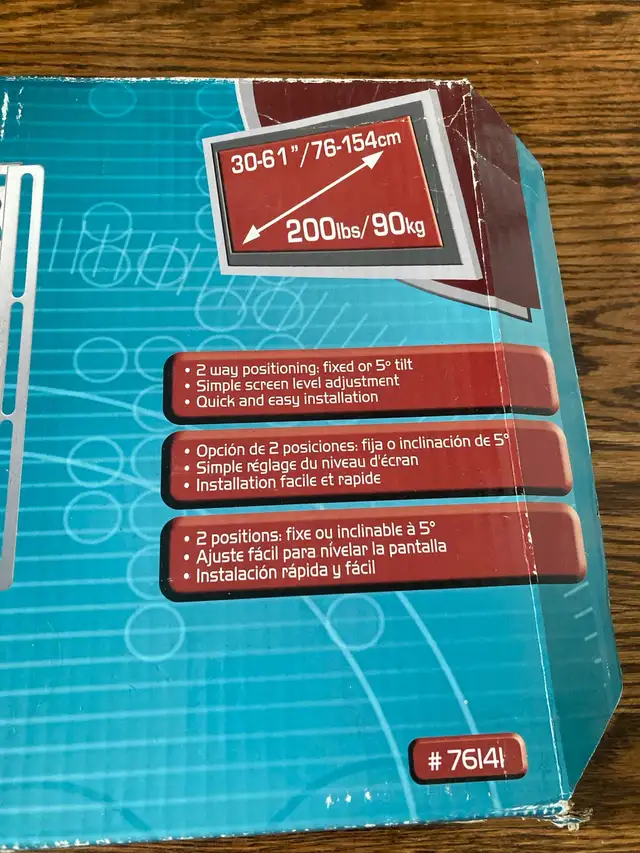 30-61"/76-154cm
200lbs/90kg
• 2 way positioning: fixed or 5° tilt
• Simple screen level adjustment
• Quick and easy installation
• Opción de 2 posiciones: fija o inclinación de 5°
• Simple réglage du niveau d'écran
• Installation facile et rapide
• 2 positions: fixe ou inclinable à 5°
• Ajuste fácil para nívelar la pantalla
• Instalación rápida y fácil
# 76141